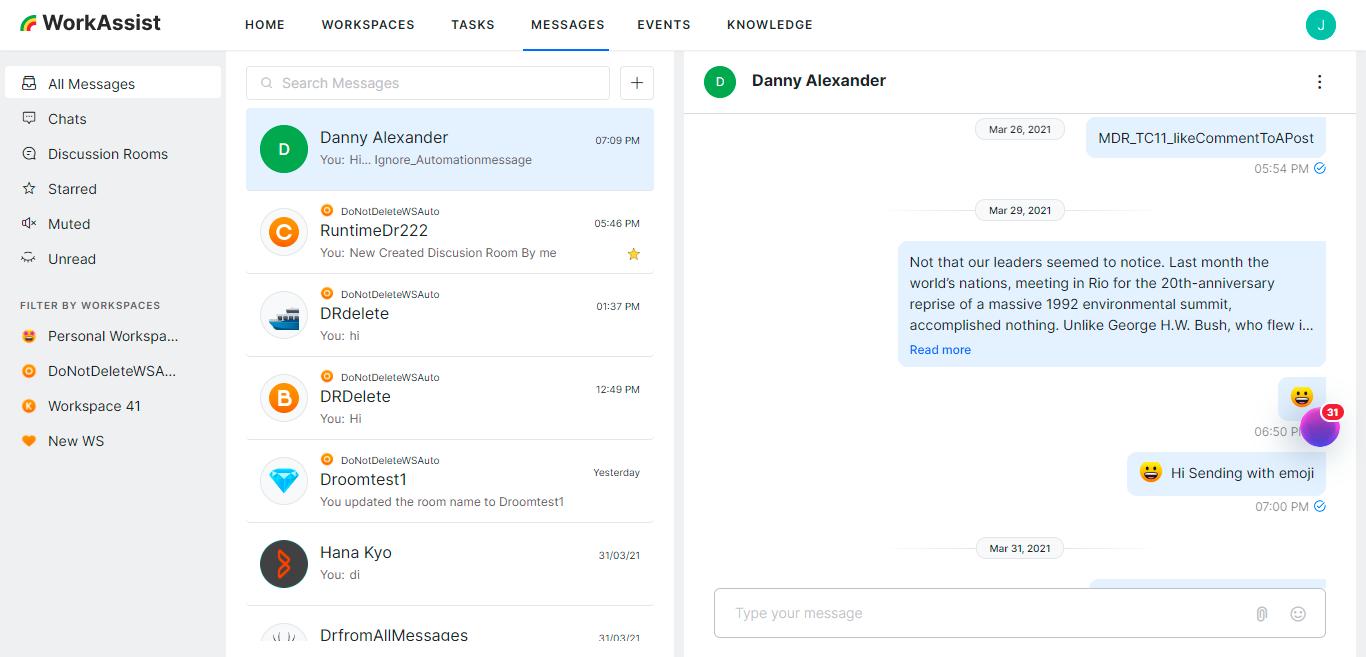 WorkAssist
HOME WORKSPACES TASKS MESSAGES EVENTS KNOWLEDGE
J
All Messages
Chats
Discussion Rooms
Starred
Muted
Unread
FILTER BY WORKSPACES
Personal Workspa...
DoNotDeleteWSA...
K
Workspace 41
New WS
Search Messages
D
Danny Alexander
07:09 PM
You: Hi... Ignore_Automationmessage
DoNotDeleteWSAuto
C
RuntimeDr222
05:46 PM
You: New Created Discusion Room By me
DoNotDeleteWSAuto
DRdelete
01:37 PM
You: hi
DoNotDeleteWSAuto
B
DRDelete
12:49 PM
You: Hi
DoNotDeleteWSAuto
Droomtest1
Yesterday
You updated the room name to Droomtest1
Hana Kyo
31/03/21
You: di
DrfromAllMessages
31/03/21
D
Danny Alexander
Mar 26, 2021
MDR_TC11_likeCommentToAPost
05:54 PM
Mar 29, 2021
Not that our leaders seemed to notice. Last month the
world's nations, meeting in Rio for the 20th-anniversary
reprise of a massive 1992 environmental summit,
accomplished nothing. Unlike George H.W. Bush, who flew i...
Read more
31
06:50 P
Hi Sending with emoji
07:00 PM
Mar 31, 2021
Type your message